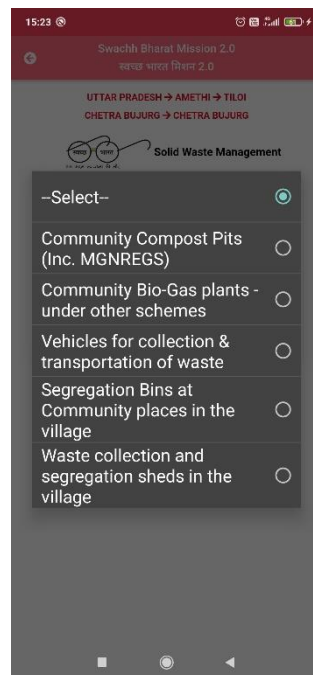 15:23
Swachh Bharat Mission 2.0
स्वच्छ भारत मिशन 2.0
UTTAR PRADESH → AMETHI → TILOI
CHETRA BUJURG → CHETRA BUJURG
स्वच्छ भारत
Solid Waste Management
--Select--
Community Compost Pits
(Inc. MGNREGS)
Community Bio-Gas plants -
under other schemes
Vehicles for collection &
transportation of waste
Segregation Bins at
Community places in the
village
Waste collection and
segregation sheds in the
village